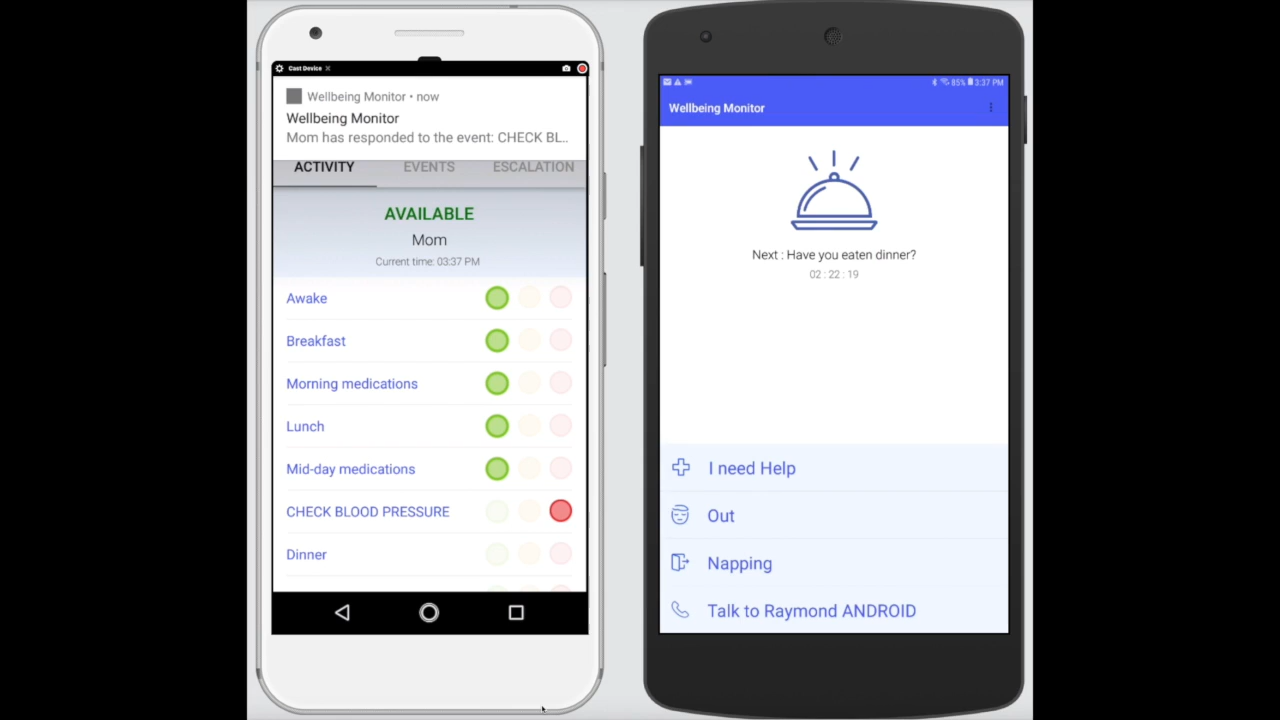 Cast Device
Wellbeing Monitor • now
Wellbeing Monitor
Mom has responded to the event: CHECK BL..
ACTIVITY EVENTS ESCALATION
AVAILABLE
Mom
Current time: 03:37 PM
Awake
Breakfast
Morning medications
Lunch
Mid-day medications
CHECK BLOOD PRESSURE
Dinner
85% 3:37 PM
Wellbeing Monitor
Next : Have you eaten dinner?
02 : 22 : 19
I need Help
Out
Napping
Talk to Raymond ANDROID